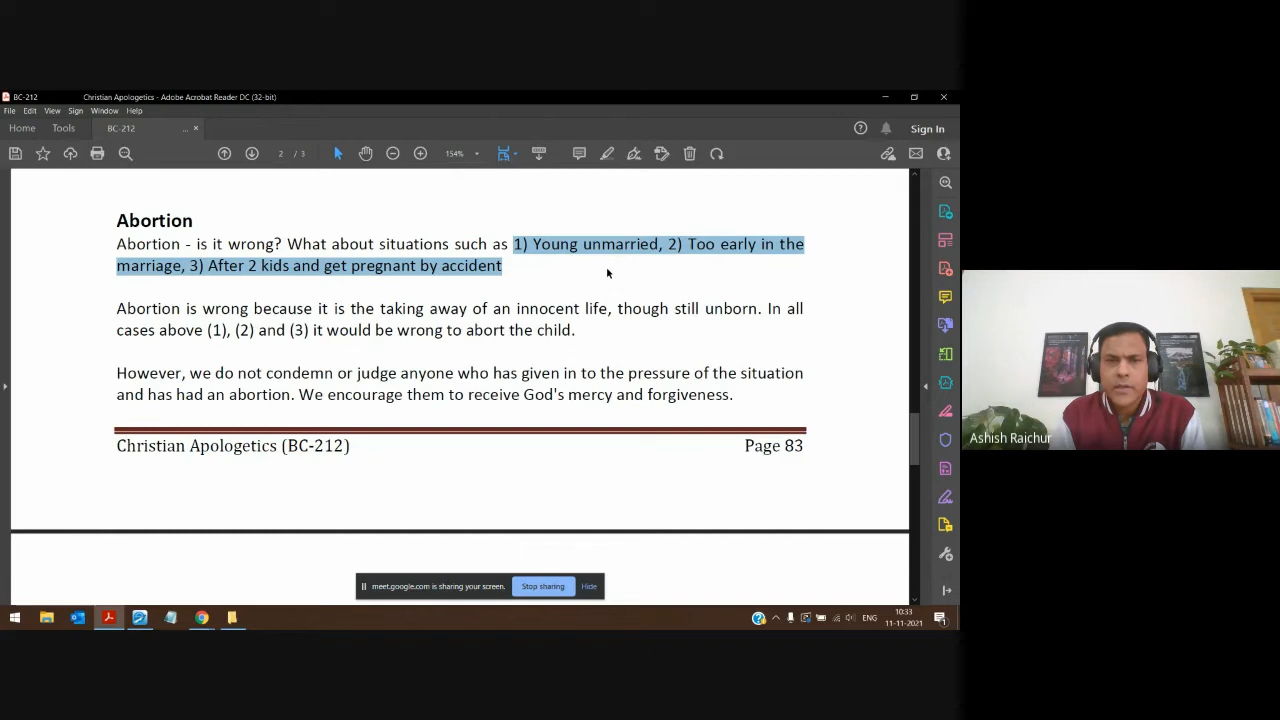 BC-212 Christian Apologetics - Adobe Acrobat Reader DC (32-bit)
File Edit View Sign Window Help
Home Tools BC-212 ... × Sign In
2 / 3 154%
Abortion
Abortion - is it wrong? What about situations such as 1) Young unmarried, 2) Too early in the
marriage, 3) After 2 kids and get pregnant by accident
Abortion is wrong because it is the taking away of an innocent life, though still unborn. In all
cases above (1), (2) and (3) it would be wrong to abort the child.
However, we do not condemn or judge anyone who has given in to the pressure of the situation
and has had an abortion. We encourage them to receive God's mercy and forgiveness.
Christian Apologetics (BC-212) Page 83
Ashish Raichur
meet.google.com is sharing your screen. Stop sharing Hide
ENG
10:33
11-11-2021